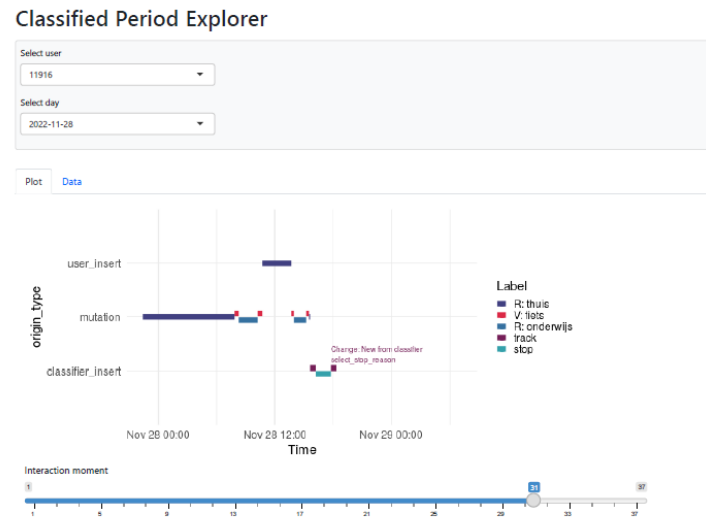 Classified Period Explorer
Select user
11916
Select day
2022-11-28
Plot Data
user_insert
mutation
classifier_insert
origin_type
Change: New from classifier
select_stop_reason
Label
R: thuis
V: fiets
R: onderwijs
track
stop
Nov 28 00:00 Nov 28 12:00 Nov 29 00:00
Time
Interaction moment
1 31 37
1 5 9 13 17 21 25 29 33 37